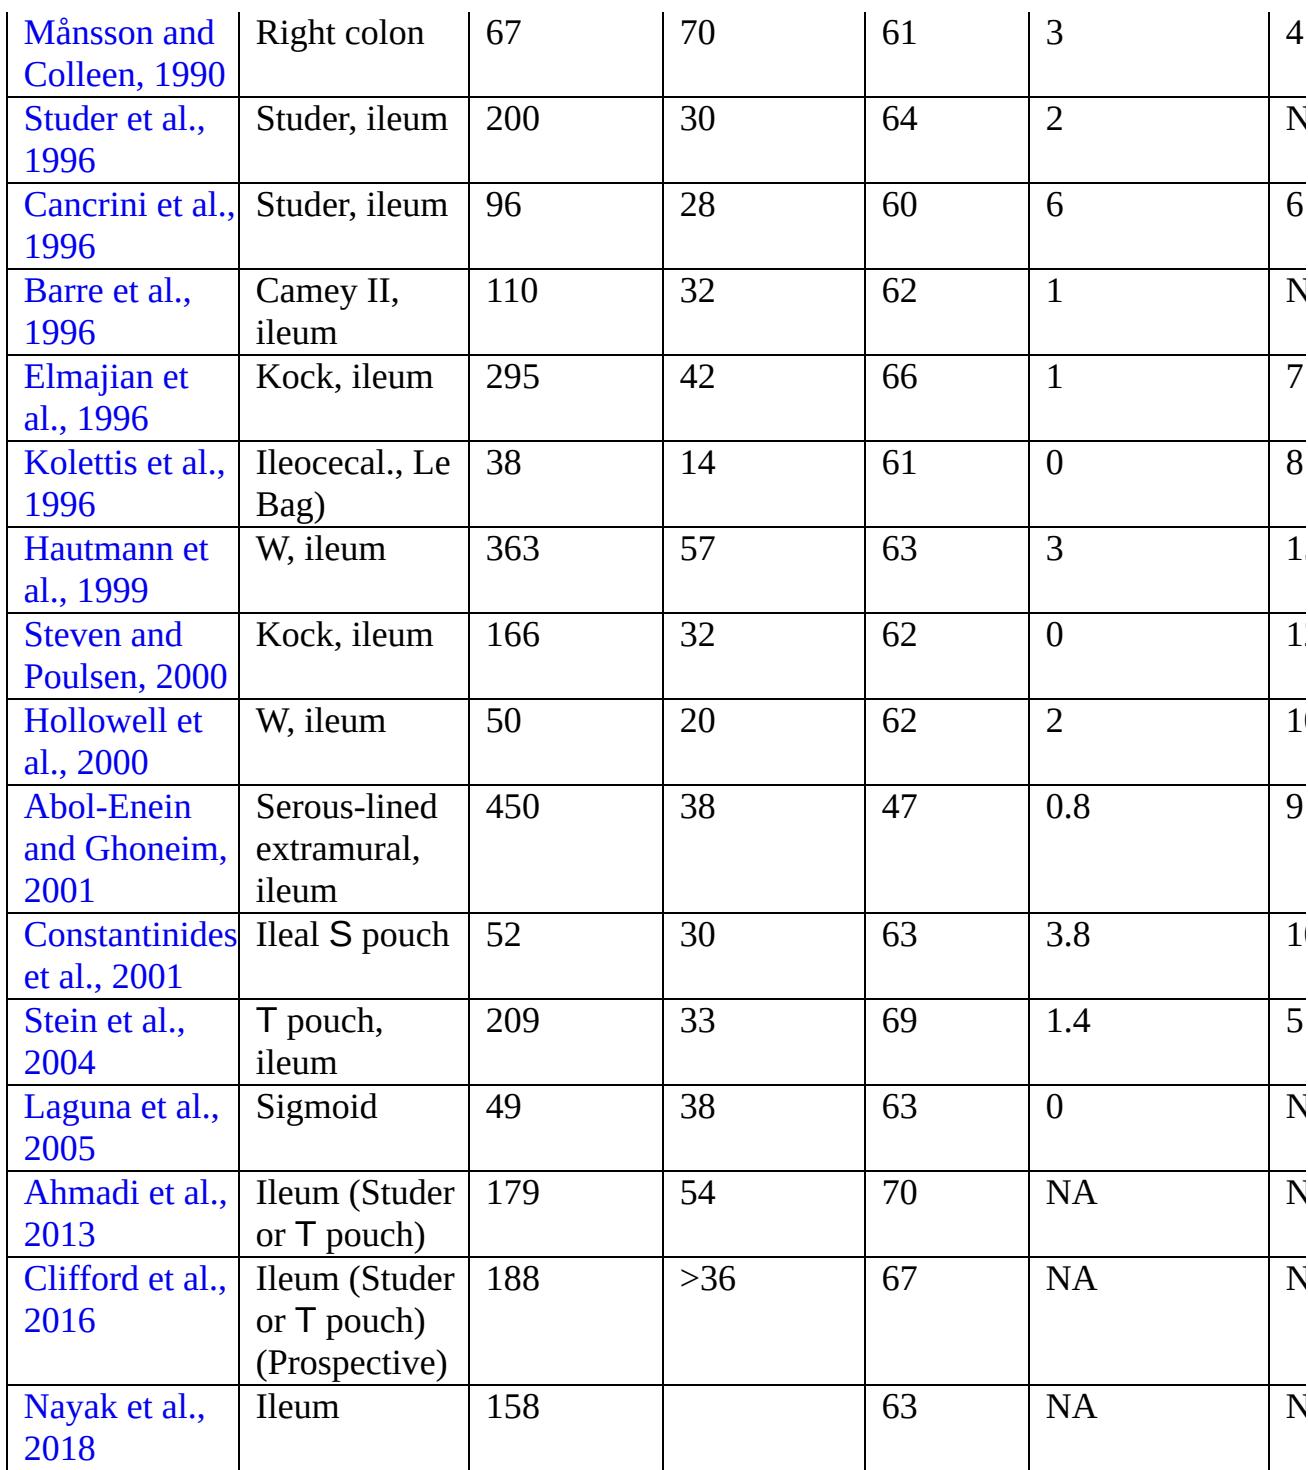 Månsson and Right colon 67 70 61 3 4
Colleen, 1990
Studer et al., Studer, ileum 200 30 64 2
1996
Cancrini et al., Studer, ileum 96 28 60 6 6
1996
Barre et al., Camey II, 110 32 62 1
1996 ileum
Elmajian et Kock, ileum 295 42 66 1 7
al., 1996
Kolettis et al., Ileocecal., Le 38 14 61 0 8
1996 Bag)
Hautmann et W, ileum 363 57 63 3
al., 1999
Steven and Kock, ileum 166 32 62 0
Poulsen, 2000
Hollowell et W, ileum 50 20 62 2
al., 2000
Abol-Enein Serous-lined 450 38 47 0.8 9
and Ghoneim, extramural,
2001 ileum
Constantinides Ileal S pouch 52 30 63 3.8
et al., 2001
Stein et al., T pouch, 209 33 69 1.4 5
2004 ileum
Laguna et al., Sigmoid 49 38 63 0
2005
Ahmadi et al., Ileum (Studer 179 54 70 NA
2013 or T pouch)
Clifford et al., Ileum (Studer 188 >36 67 NA
2016 or T pouch)
(Prospective)
Nayak et al., Ileum 158 63 NA
2018